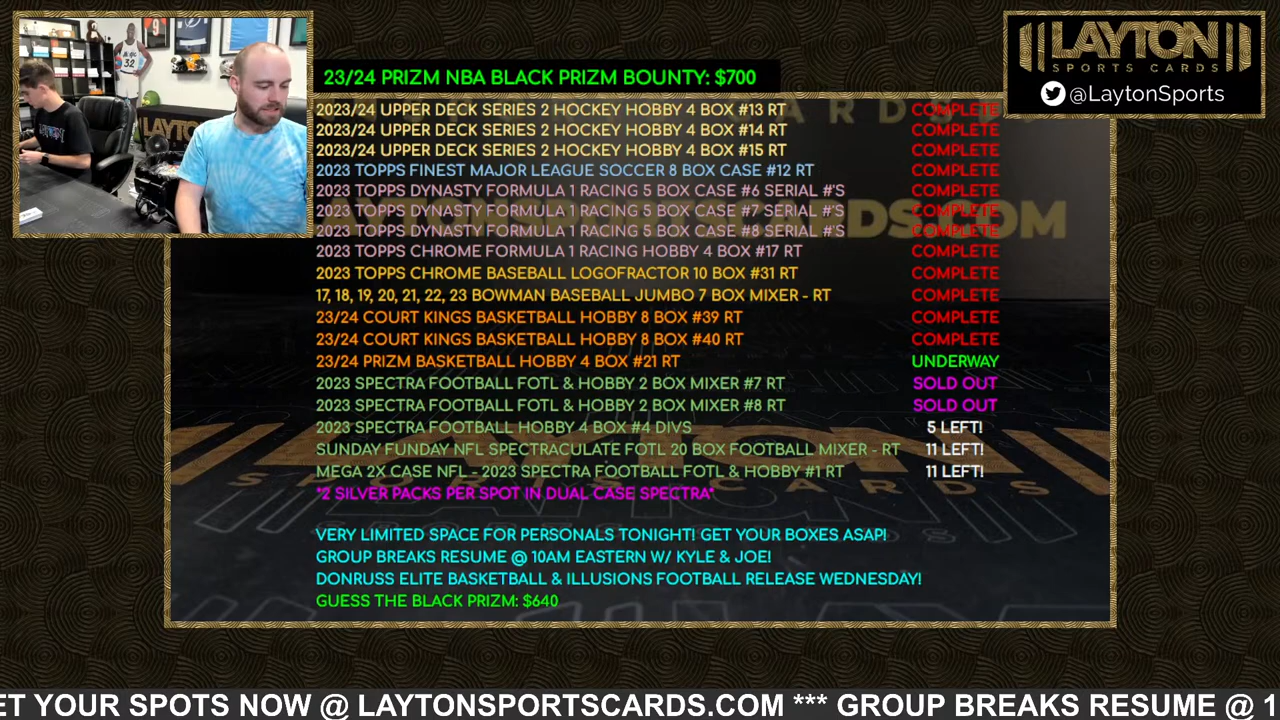 23/24 PRIZM NBA BLACK PRIZM BOUNTY: $700
LAYTON
SPORTS CARDS
@LaytonSports
2023/24 UPPER DECK SERIES 2 HOCKEY HOBBY 4 BOX #13 RT COMPLETE
2023/24 UPPER DECK SERIES 2 HOCKEY HOBBY 4 BOX #14 RT COMPLETE
2023/24 UPPER DECK SERIES 2 HOCKEY HOBBY 4 BOX #15 RT COMPLETE
2023 TOPPS FINEST MAJOR LEAGUE SOCCER 8 BOX CASE #12 RT COMPLETE
2023 TOPPS DYNASTY FORMULA 1 RACING 5 BOX CASE #6 SERIAL #'S COMPLETE
2023 TOPPS DYNASTY FORMULA 1 RACING 5 BOX CASE #7 SERIAL #'S COMPLETE
2023 TOPPS DYNASTY FORMULA 1 RACING 5 BOX CASE #8 SERIAL #'S COMPLETE
2023 TOPPS CHROME FORMULA 1 RACING HOBBY 4 BOX #17 RT COMPLETE
2023 TOPPS CHROME BASEBALL LOGOFRACTOR 10 BOX #31 RT COMPLETE
17, 18, 19, 20, 21, 22, 23 BOWMAN BASEBALL JUMBO 7 BOX MIXER - RT COMPLETE
23/24 COURT KINGS BASKETBALL HOBBY 8 BOX #39 RT COMPLETE
23/24 COURT KINGS BASKETBALL HOBBY 8 BOX #40 RT COMPLETE
23/24 PRIZM BASKETBALL HOBBY 4 BOX #21 RT UNDERWAY
2023 SPECTRA FOOTBALL FOTL & HOBBY 2 BOX MIXER #7 RT SOLD OUT
2023 SPECTRA FOOTBALL FOTL & HOBBY 2 BOX MIXER #8 RT SOLD OUT
2023 SPECTRA FOOTBALL HOBBY 4 BOX #4 DIVS 5 LEFT!
SUNDAY FUNDAY NFL SPECTRACULATE FOTL 20 BOX FOOTBALL MIXER - RT 11 LEFT!
MEGA 2X CASE NFL - 2023 SPECTRA FOOTBALL FOTL & HOBBY #1 RT 11 LEFT!
*2 SILVER PACKS PER SPOT IN DUAL CASE SPECTRA*
VERY LIMITED SPACE FOR PERSONALS TONIGHT! GET YOUR BOXES ASAP!
GROUP BREAKS RESUME @ 10AM EASTERN W/ KYLE & JOE!
DONRUSS ELITE BASKETBALL & ILLUSIONS FOOTBALL RELEASE WEDNESDAY!
GUESS THE BLACK PRIZM: $640
ET YOUR SPOTS NOW @ LAYTONSPORTSCARDS.COM *** GROUP BREAKS RESUME @ 1